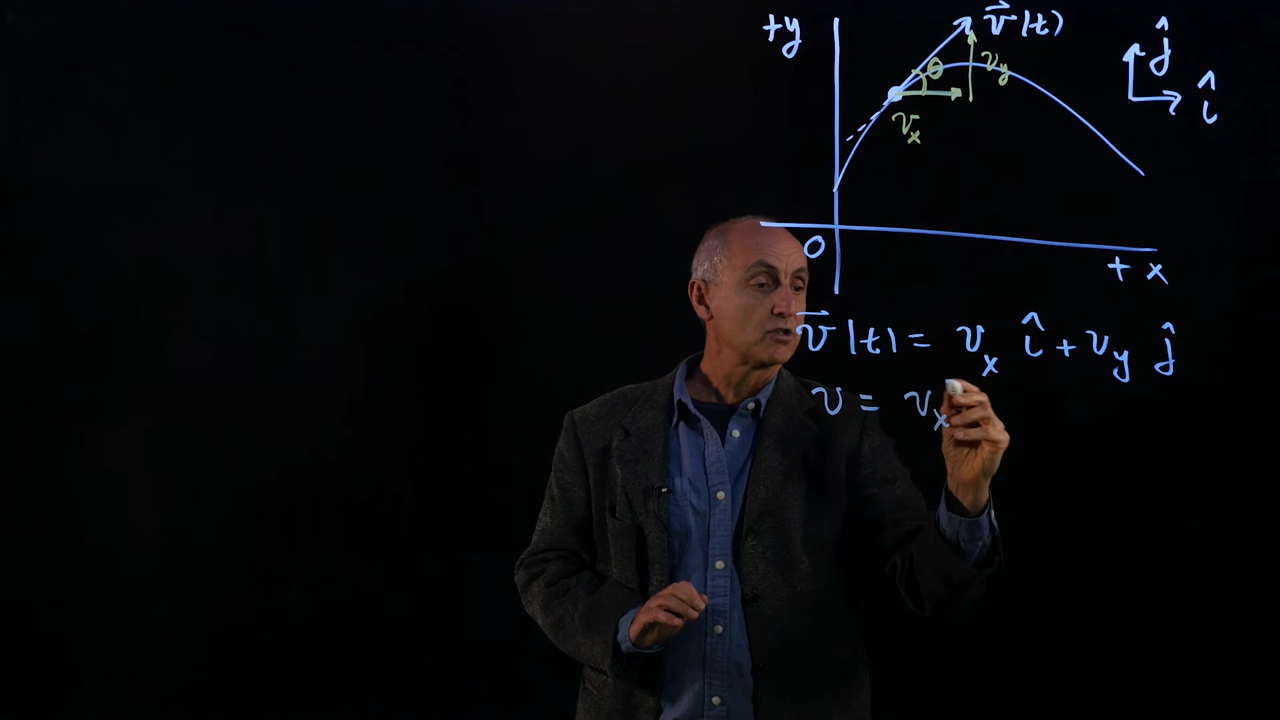 +y
v⃗(t)
θ
v_y
v_x
ĵ
î
0
+ x
v⃗(t) = v_x î + v_y ĵ
v = v_x